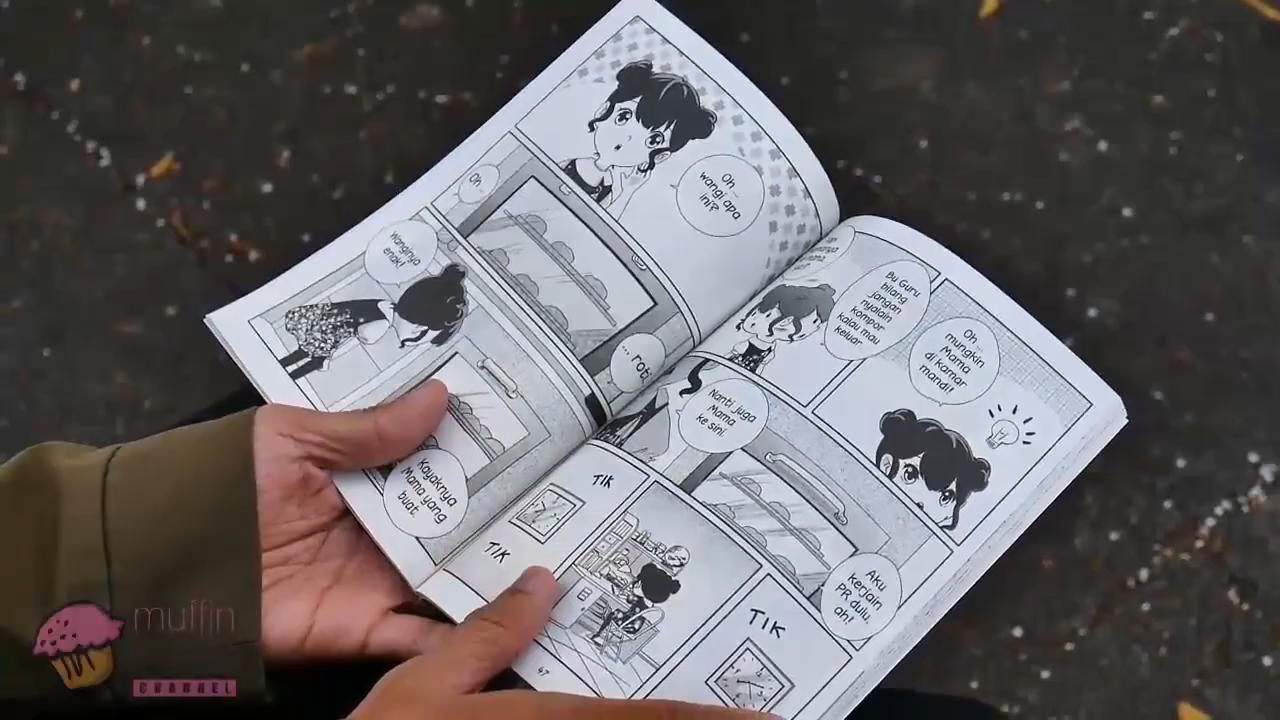 Oh ...
wangi apa
ini?
Oh
... roti
Wanginya
enak!
Kayaknya
Mama yang
buat.
Bu Guru
bilang
jangan
nyalain
kompor
kalau mau
keluar
Oh ...
mungkin
Mama
di kamar
mandi!
Nanti juga
Mama
ke sini.
Aku
kerjain
PR dulu,
ah!
TIK
TIK
TIK
47
muffin
CHANNEL